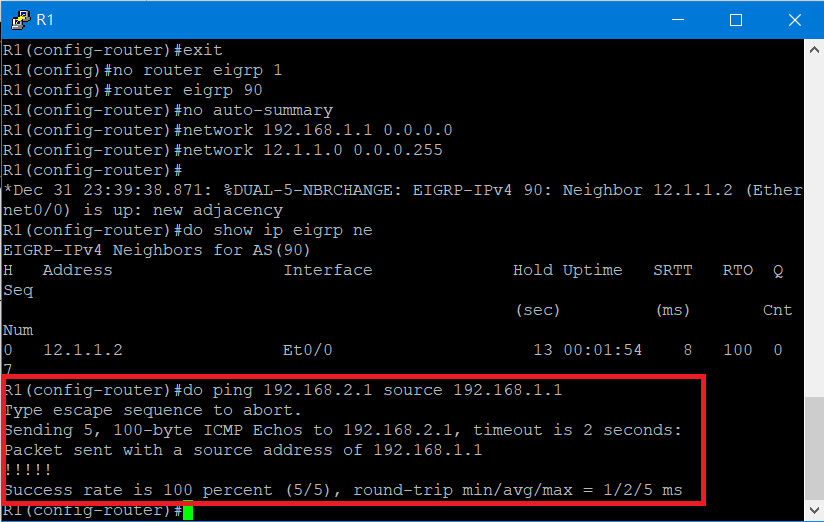 R1
R1(config-router)#exit
R1(config)#no router eigrp 1
R1(config)#router eigrp 90
R1(config-router)#no auto-summary
R1(config-router)#network 192.168.1.1 0.0.0.0
R1(config-router)#network 12.1.1.0 0.0.0.255
R1(config-router)#
*Dec 31 23:39:38.871: %DUAL-5-NBRCHANGE: EIGRP-IPv4 90: Neighbor 12.1.1.2 (Ether
net0/0) is up: new adjacency
R1(config-router)#do show ip eigrp ne
EIGRP-IPv4 Neighbors for AS(90)
H   Address                 Interface              Hold Uptime   SRTT   RTO  Q
Seq
                                                   (sec)         (ms)       Cnt
Num
0   12.1.1.2                Et0/0                    13 00:01:54    8   100  0
7
R1(config-router)#do ping 192.168.2.1 source 192.168.1.1
Type escape sequence to abort.
Sending 5, 100-byte ICMP Echos to 192.168.2.1, timeout is 2 seconds:
Packet sent with a source address of 192.168.1.1
!!!!!
Success rate is 100 percent (5/5), round-trip min/avg/max = 1/2/5 ms
R1(config-router)#